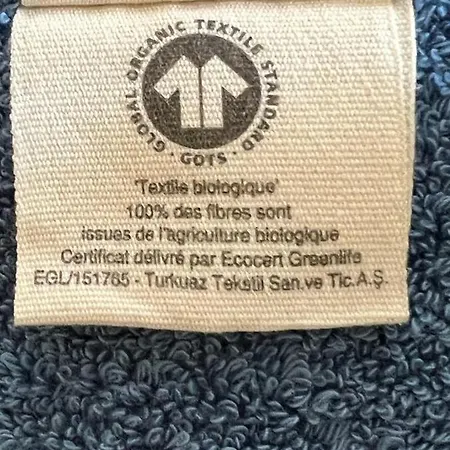 GLOBAL ORGANIC TEXTILE STANDARD
· GOTS ·
'Textile biologique'
100% des fibres sont
issues de l'agriculture biologique
Certificat délivré par Ecocert Greenlife
EGL/151765 - Turkuaz Tekstil San.ve Tic.A.Ş.